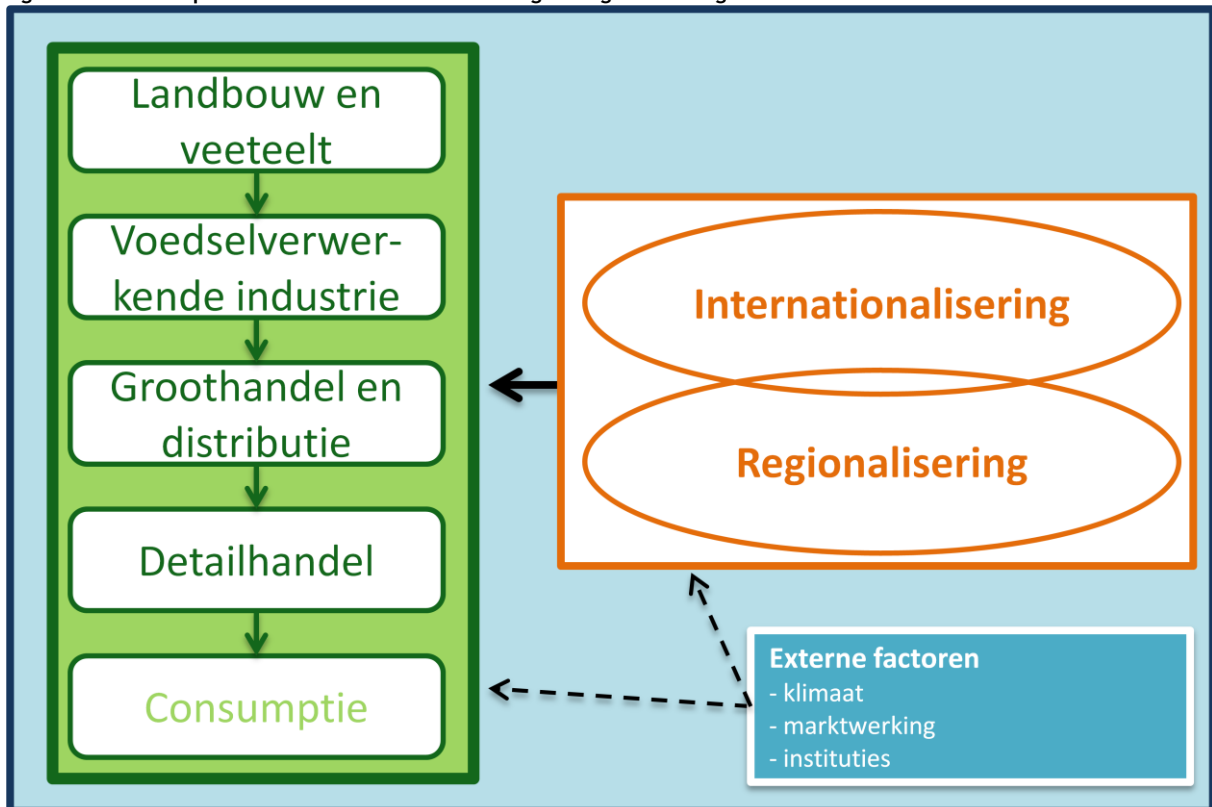 Landbouw en
veeteelt
Voedselverwer-
kende industrie
Groothandel en
distributie
Detailhandel
Consumptie
Internationalisering
Regionalisering
Externe factoren
- klimaat
- marktwerking
- instituties